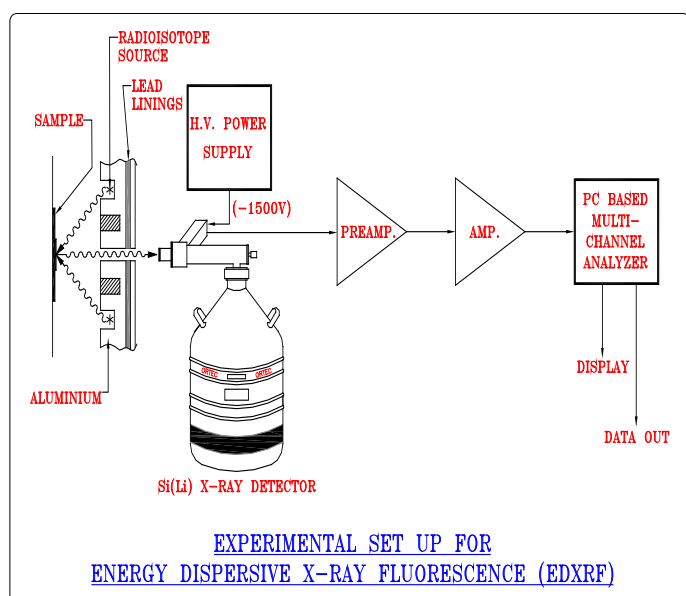 RADIOISOTOPE
SOURCE
LEAD
LININGS
SAMPLE
H.V. POWER
SUPPLY
(-1500V)
PREAMP.
AMP.
PC BASED
MULTI-
CHANNEL
ANALYZER
DISPLAY
DATA OUT
ALUMINIUM
ORTEC ORTEC
Si(Li) X-RAY DETECTOR
EXPERIMENTAL SET UP FOR
ENERGY DISPERSIVE X-RAY FLUORESCENCE (EDXRF)